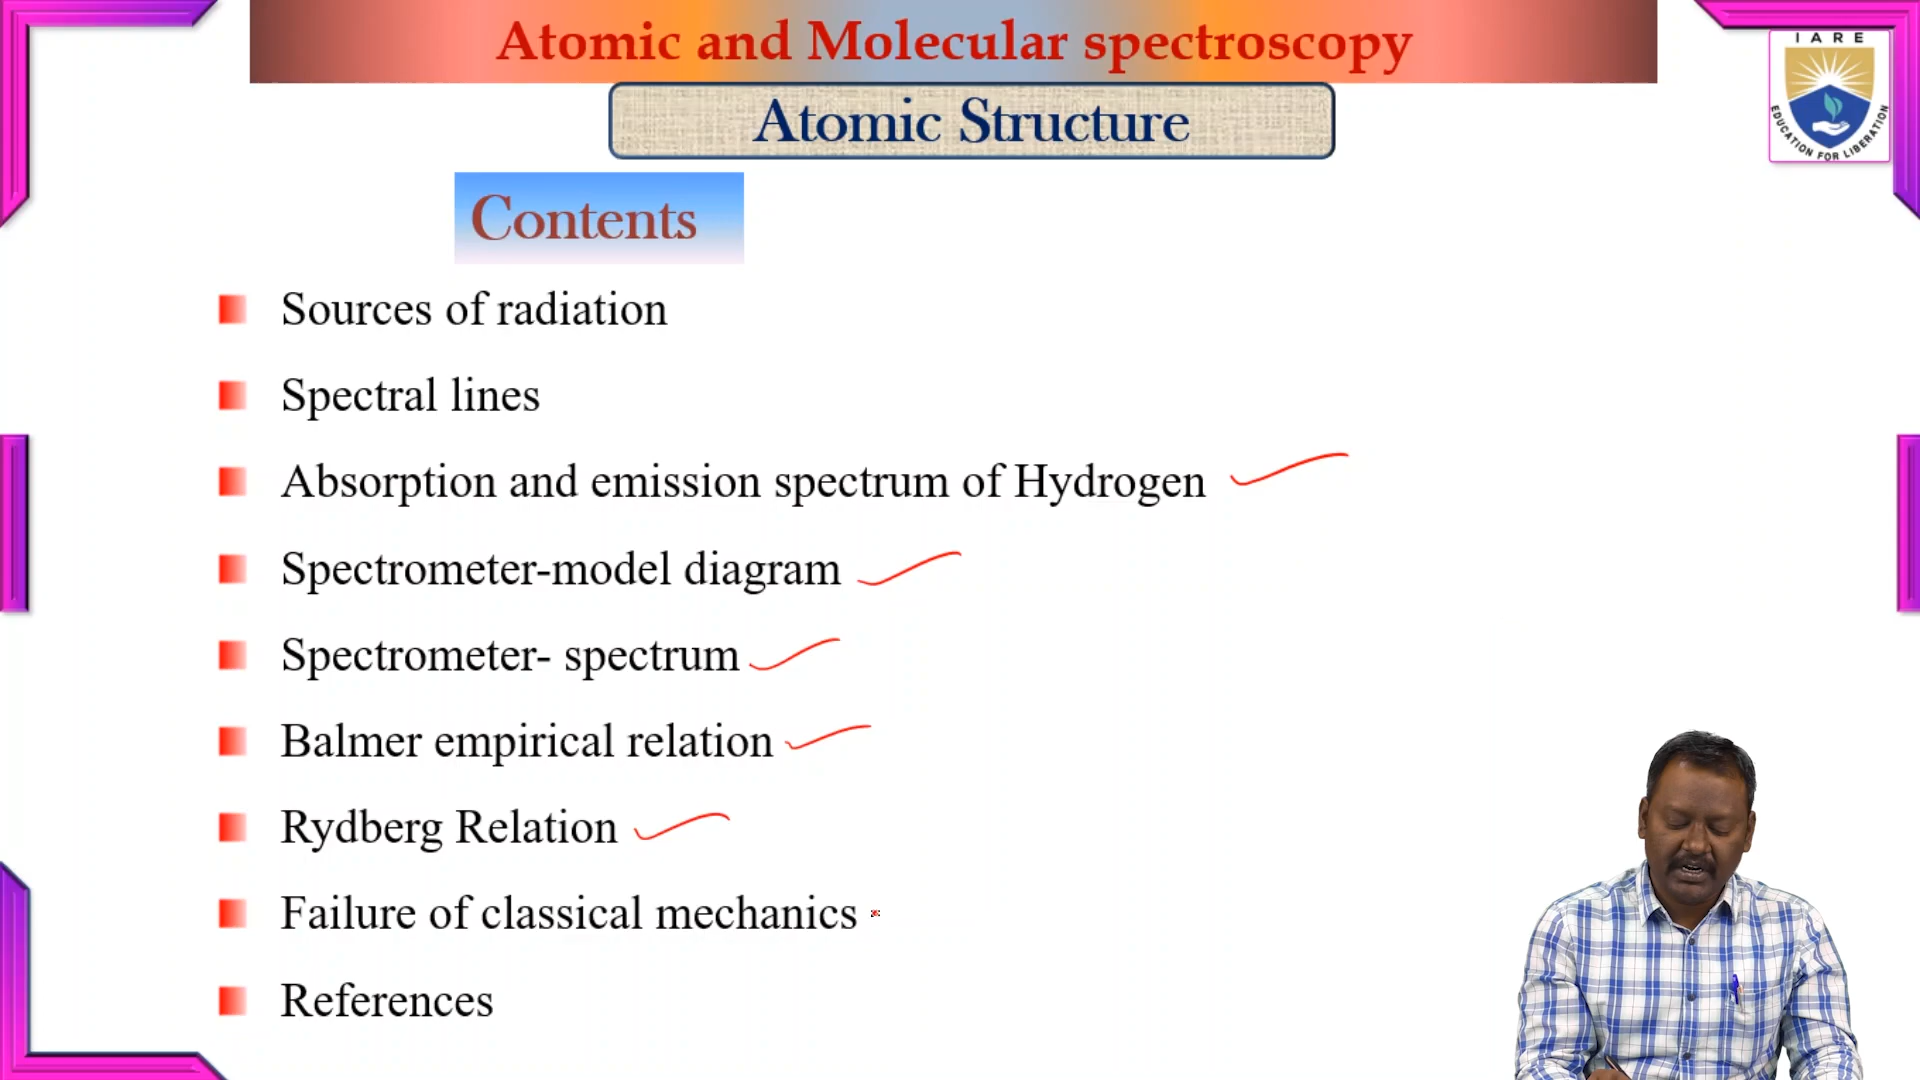 Atomic and Molecular spectroscopy
IARE
EDUCATION FOR LIBERATION
Atomic Structure
Contents
Sources of radiation
Spectral lines
Absorption and emission spectrum of Hydrogen
Spectrometer-model diagram
Spectrometer- spectrum
Balmer empirical relation
Rydberg Relation
Failure of classical mechanics
References